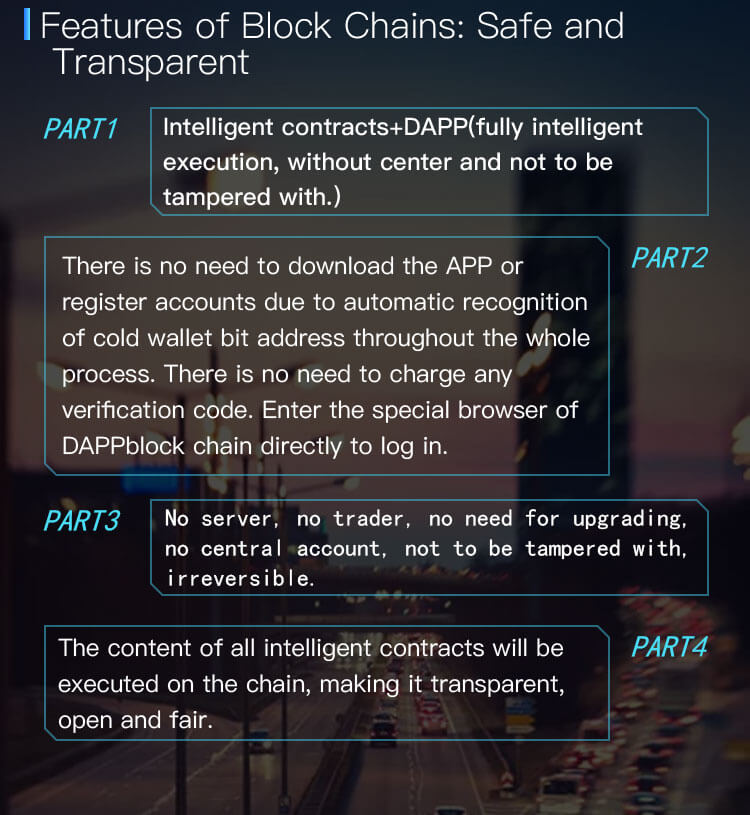 Features of Block Chains: Safe and
Transparent
PART1
Intelligent contracts+DAPP(fully intelligent
execution, without center and not to be
tampered with.)
PART2
There is no need to download the APP or
register accounts due to automatic recognition
of cold wallet bit address throughout the whole
process. There is no need to charge any
verification code. Enter the special browser of
DAPPblock chain directly to log in.
PART3
No server, no trader, no need for upgrading,
no central account, not to be tampered with,
irreversible.
PART4
The content of all intelligent contracts will be
executed on the chain, making it transparent,
open and fair.